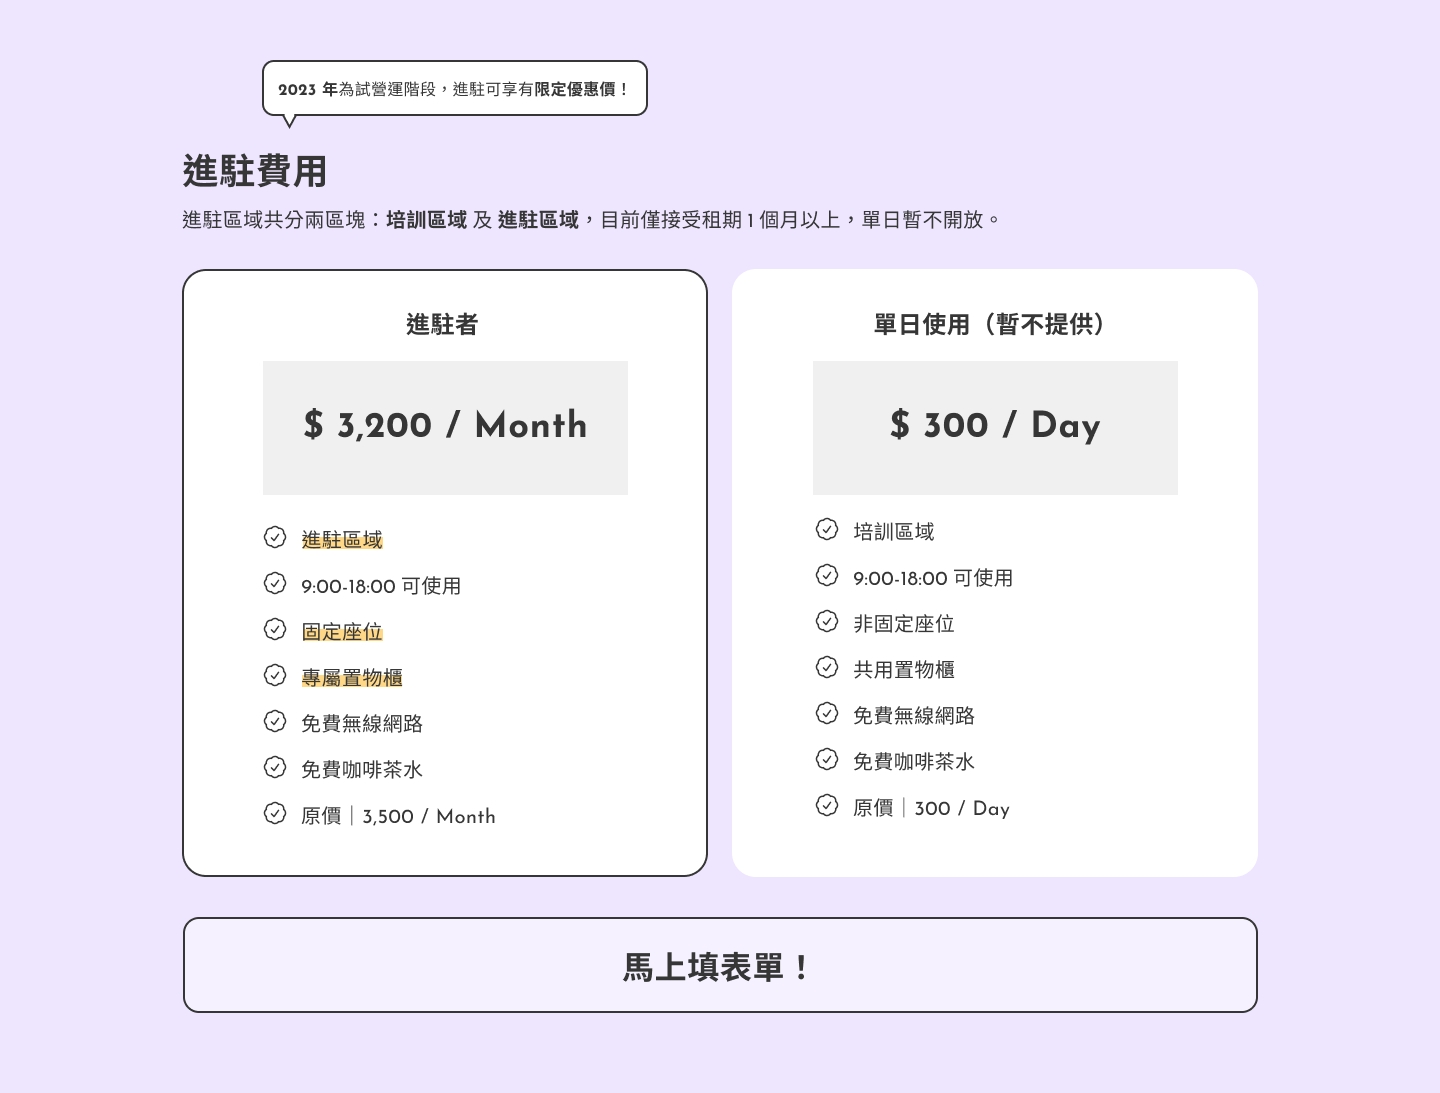 2023 年為試營運階段，進駐可享有限定優惠價！
進駐費用
進駐區域共分兩區塊：培訓區域 及 進駐區域，目前僅接受租期 1 個月以上，單日暫不開放。
進駐者
$ 3,200 / Month
進駐區域
9:00-18:00 可使用
固定座位
專屬置物櫃
免費無線網路
免費咖啡茶水
原價｜3,500 / Month
單日使用（暫不提供）
$ 300 / Day
培訓區域
9:00-18:00 可使用
非固定座位
共用置物櫃
免費無線網路
免費咖啡茶水
原價｜300 / Day
馬上填表單！